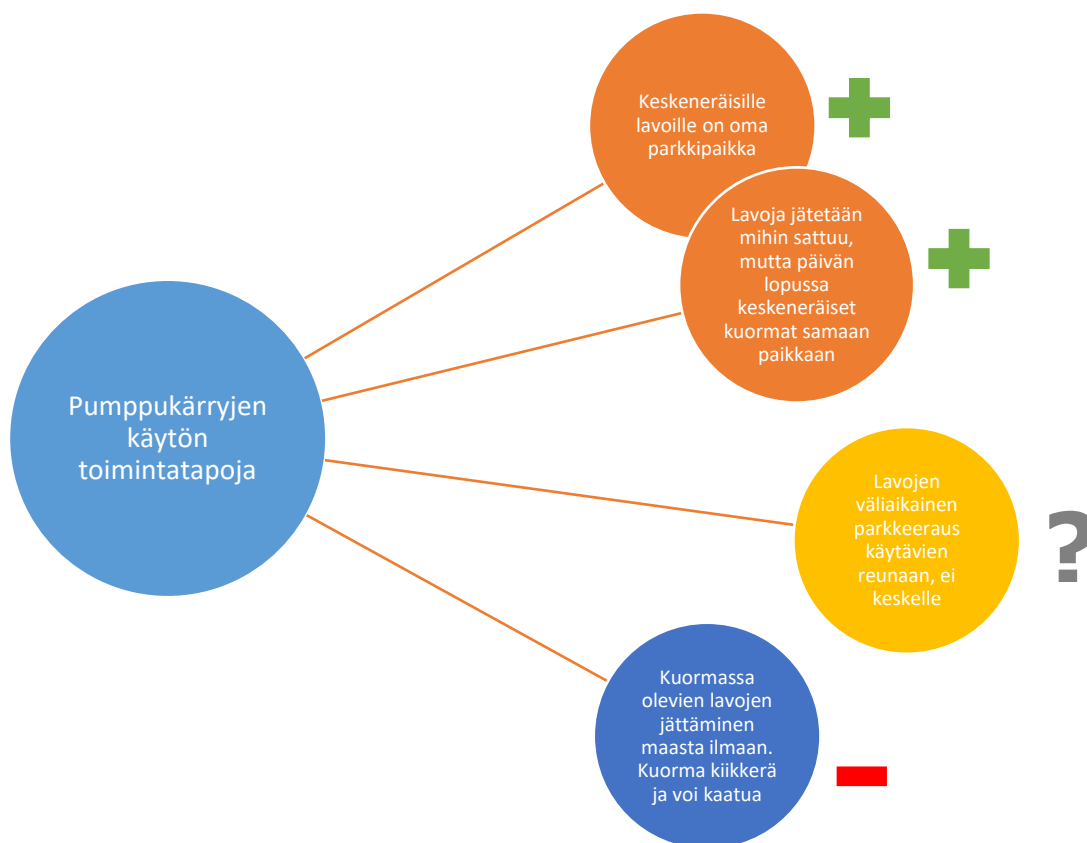 Keskeneräisille
lavoille on oma
parkkipaikka
Lavoja jätetään
mihin sattuu,
mutta päivän
lopussa
keskeneräiset
kuormat samaan
paikkaan
Pumppukärryjen
käytön
toimintatapoja
Lavojen
väliaikainen
parkkeeraus
käytävien
reunaan, ei
keskelle
?
Kuormassa
olevien lavojen
jättäminen
maasta ilmaan.
Kuorma kiikkerä
ja voi kaatua